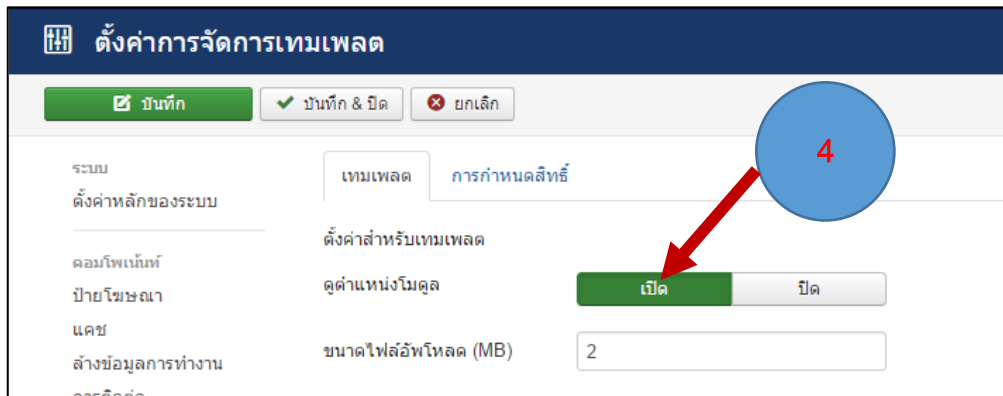 ตั้งค่าการจัดการเทมเพลต
บันทึก
บันทึก & ปิด
ยกเลิก
4
ระบบ
ตั้งค่าหลักของระบบ
คอมโพเน้นท์
ป้ายโฆษณา
แคช
ล้างข้อมูลการทำงาน
เทมเพลต
การกำหนดสิทธิ์
ตั้งค่าสำหรับเทมเพลต
ดูตำแหน่งโมดูล
เปิด
ปิด
ขนาดไฟล์อัพโหลด (MB)
2